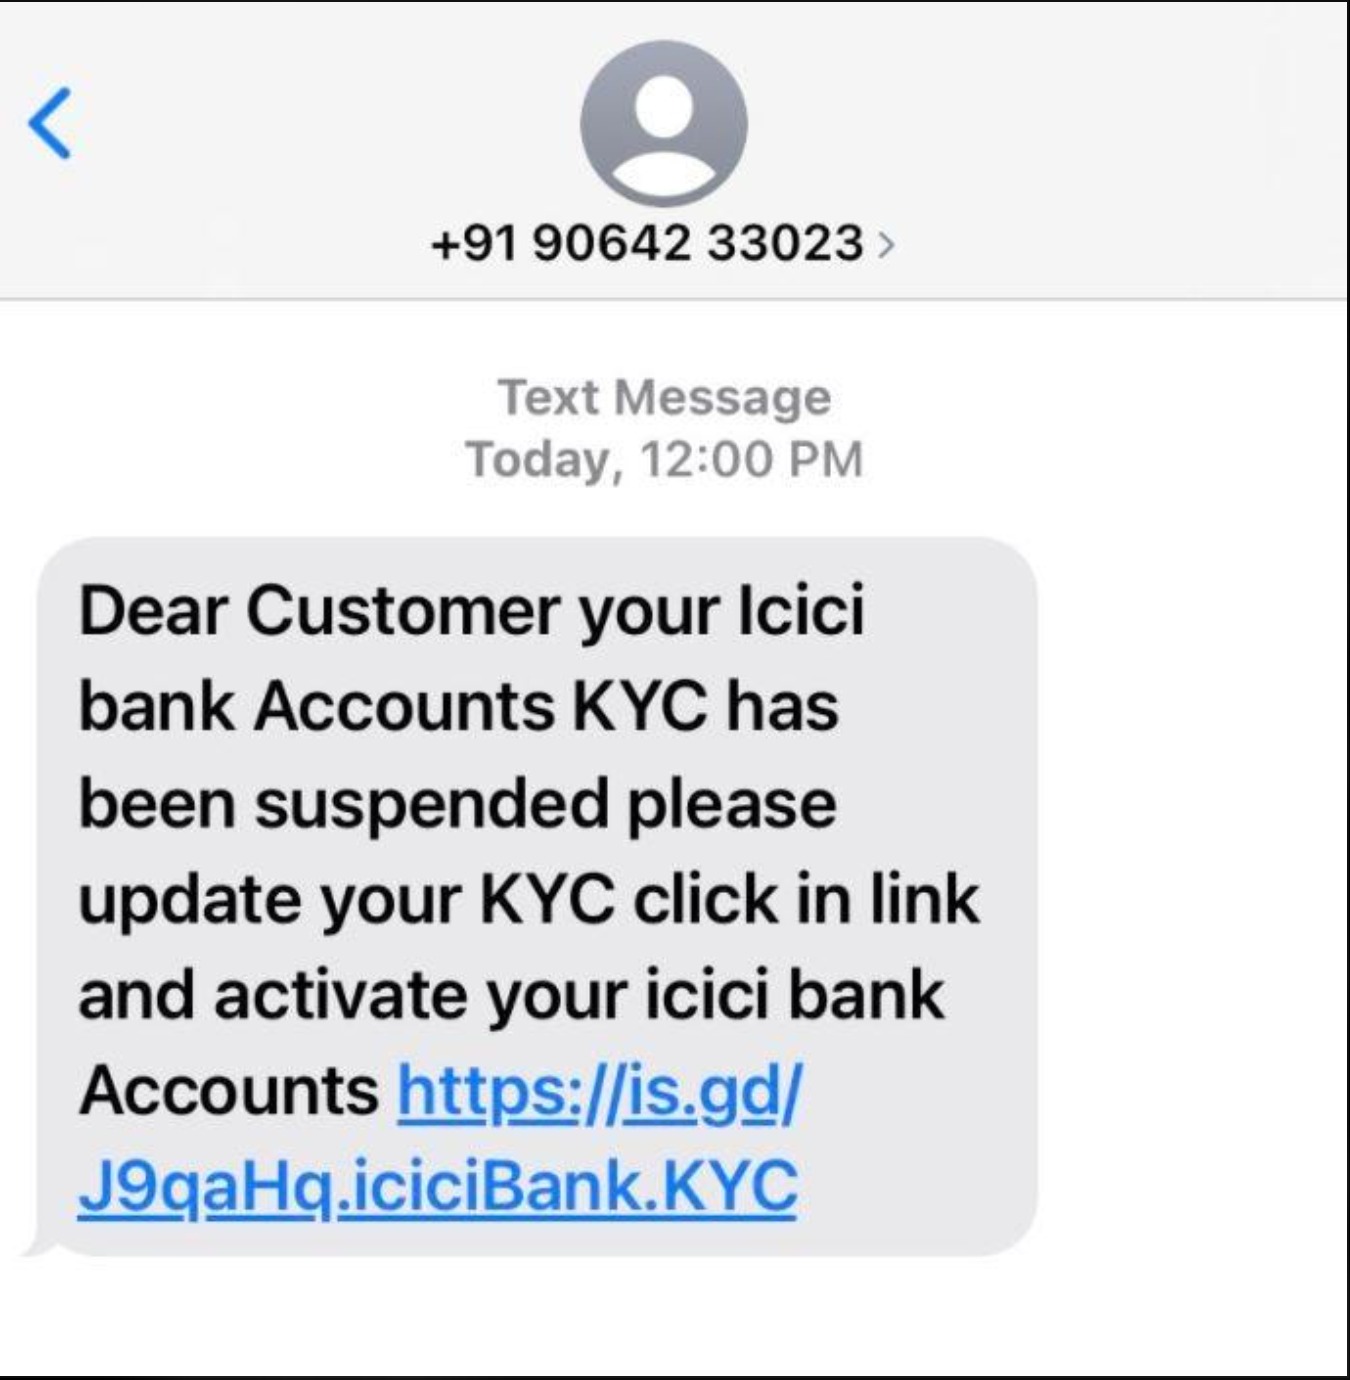 +91 90642 33023 >
Text Message
Today, 12:00 PM
Dear Customer your Icici
bank Accounts KYC has
been suspended please
update your KYC click in link
and activate your icici bank
Accounts https://is.gd/
J9qaHq.iciciBank.KYC